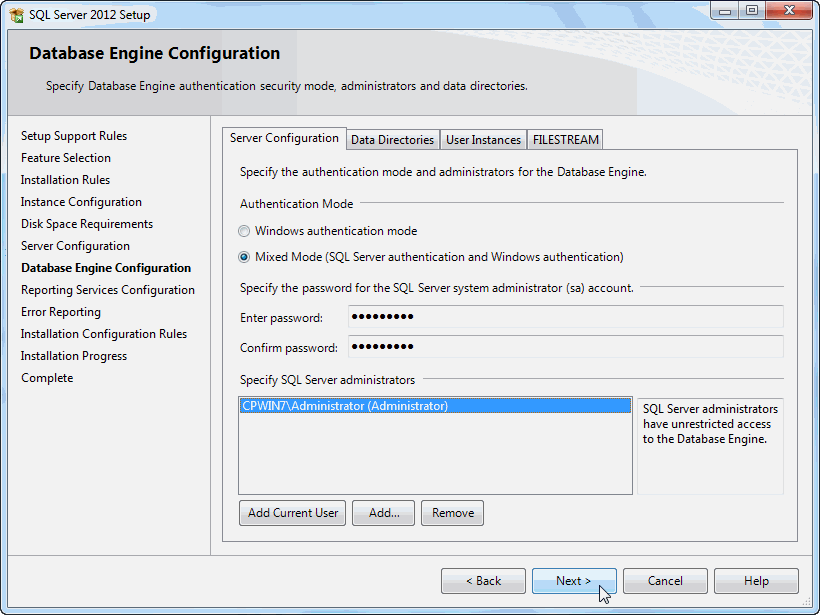 SQL Server 2012 Setup
Database Engine Configuration
Specify Database Engine authentication security mode, administrators and data directories.
Setup Support Rules
Feature Selection
Installation Rules
Instance Configuration
Disk Space Requirements
Server Configuration
Database Engine Configuration
Reporting Services Configuration
Error Reporting
Installation Configuration Rules
Installation Progress
Complete
Server Configuration Data Directories User Instances FILESTREAM
Specify the authentication mode and administrators for the Database Engine.
Authentication Mode
Windows authentication mode
Mixed Mode (SQL Server authentication and Windows authentication)
Specify the password for the SQL Server system administrator (sa) account.
Enter password: ●●●●●●●●●
Confirm password: ●●●●●●●●●
Specify SQL Server administrators
CPWIN7\Administrator (Administrator)
SQL Server administrators
have unrestricted access
to the Database Engine.
Add Current User Add... Remove
< Back Next > Cancel Help